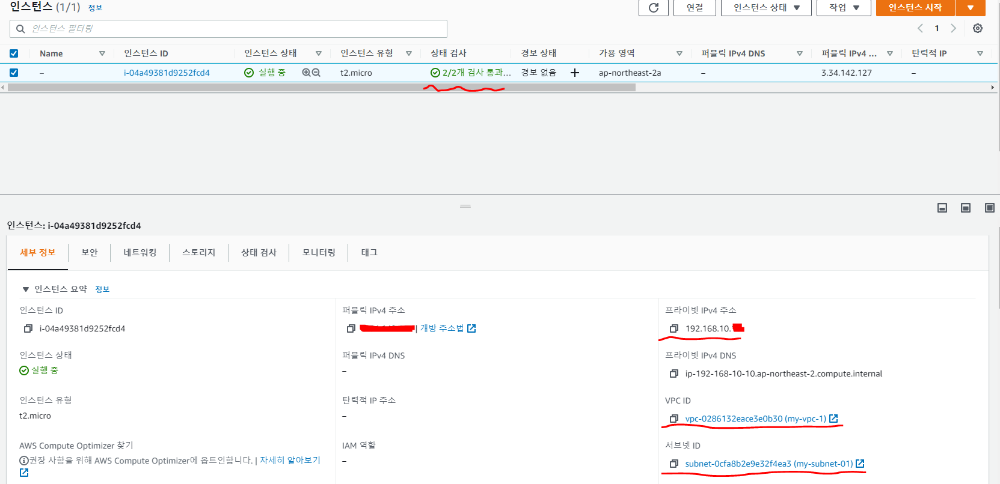 인스턴스 (1/1) 정보
연결 인스턴스 상태 작업 인스턴스 시작
인스턴스 필터링
1
Name 인스턴스 ID 인스턴스 상태 인스턴스 유형 상태 검사 경보 상태 가용 영역 퍼블릭 IPv4 DNS 퍼블릭 IPv4 ... 탄력적 IP
– i-04a49381d9252fcd4 실행 중 t2.micro 2/2개 검사 통과... 경보 없음 + ap-northeast-2a – 3.34.142.127 –
인스턴스: i-04a49381d9252fcd4
세부 정보 보안 네트워킹 스토리지 상태 검사 모니터링 태그
인스턴스 요약 정보
인스턴스 ID 퍼블릭 IPv4 주소 프라이빗 IPv4 주소
i-04a49381d9252fcd4 | 개방 주소법 192.168.10.
인스턴스 상태 퍼블릭 IPv4 DNS 프라이빗 IPv4 DNS
실행 중 – ip-192-168-10-10.ap-northeast-2.compute.internal
인스턴스 유형 탄력적 IP 주소 VPC ID
t2.micro – vpc-0286132eace3e0b30 (my-vpc-1)
AWS Compute Optimizer 찾기 IAM 역할 서브넷 ID
권장 사항을 위해 AWS Compute Optimizer에 옵트인합니다. | 자세히 알아보기 – subnet-0cfa8b2e9e32f4ea3 (my-subnet-01)